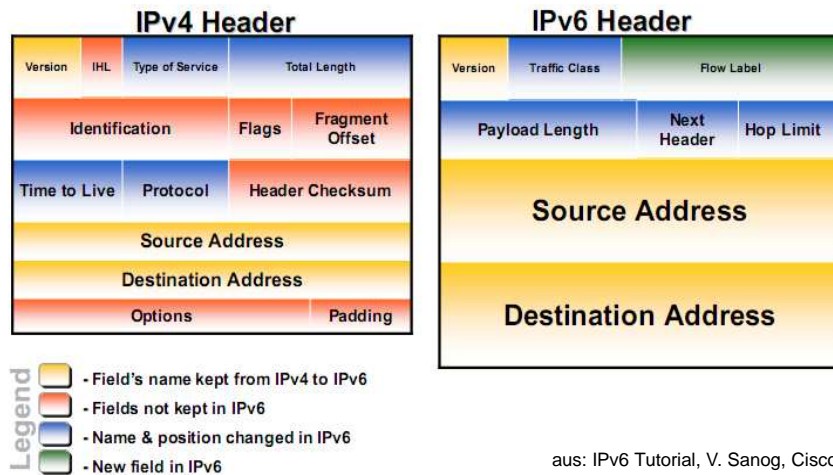 IPv4 Header
Version IHL Type of Service Total Length
Identification Flags Fragment Offset
Time to Live Protocol Header Checksum
Source Address
Destination Address
Options Padding
IPv6 Header
Version Traffic Class Flow Label
Payload Length Next Header Hop Limit
Source Address
Destination Address
Legend
- Field's name kept from IPv4 to IPv6
- Fields not kept in IPv6
- Name & position changed in IPv6
- New field in IPv6
aus: IPv6 Tutorial, V. Sanog, Cisco